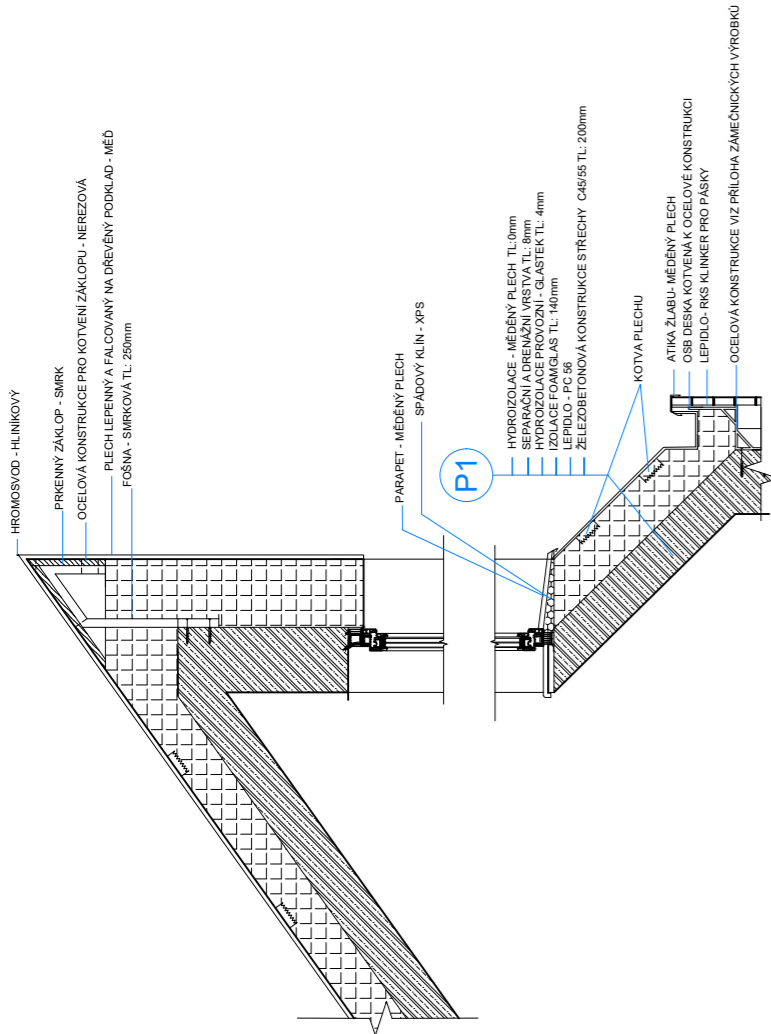 HROMOSVOD - HLINÍKOVÝ
PRKENNÝ ZÁKLOP - SMRK
OCELOVÁ KONSTRUKCE PRO KOTVENÍ ZÁKLOPU - NEREZOVÁ
PLECH LEPENNÝ A FALCOVANÝ NA DŘEVĚNÝ PODKLAD - MĚĎ
FOŠNA - SMRKOVÁ TL: 250mm
PARAPET - MĚDĚNÝ PLECH
SPÁDOVÝ KLÍN - XPS
P1
HYDROIZOLACE - MĚDĚNÝ PLECH TL:0mm
SEPARAČNÍ A DRENÁŽNÍ VRSTVA TL: 8mm
HYDROIZOLACE PROVOZNÍ - GLASTEK TL: 4mm
IZOLACE FOAMGLAS TL: 140mm
LEPIDLO - PC 56
ŽELEZOBETONOVÁ KONSTRUKCE STŘECHY C45/55 TL: 200mm
KOTVA PLECHU
ATIKA ŽLABU- MĚDĚNÝ PLECH
OSB DESKA KOTVENÁ K OCELOVÉ KONSTRUKCI
LEPIDLO- RKS KLINKER PRO PÁSKY
OCELOVÁ KONSTRUKCE VIZ PŘÍLOHA ZÁMEČNICKÝCH VÝROBKŮ